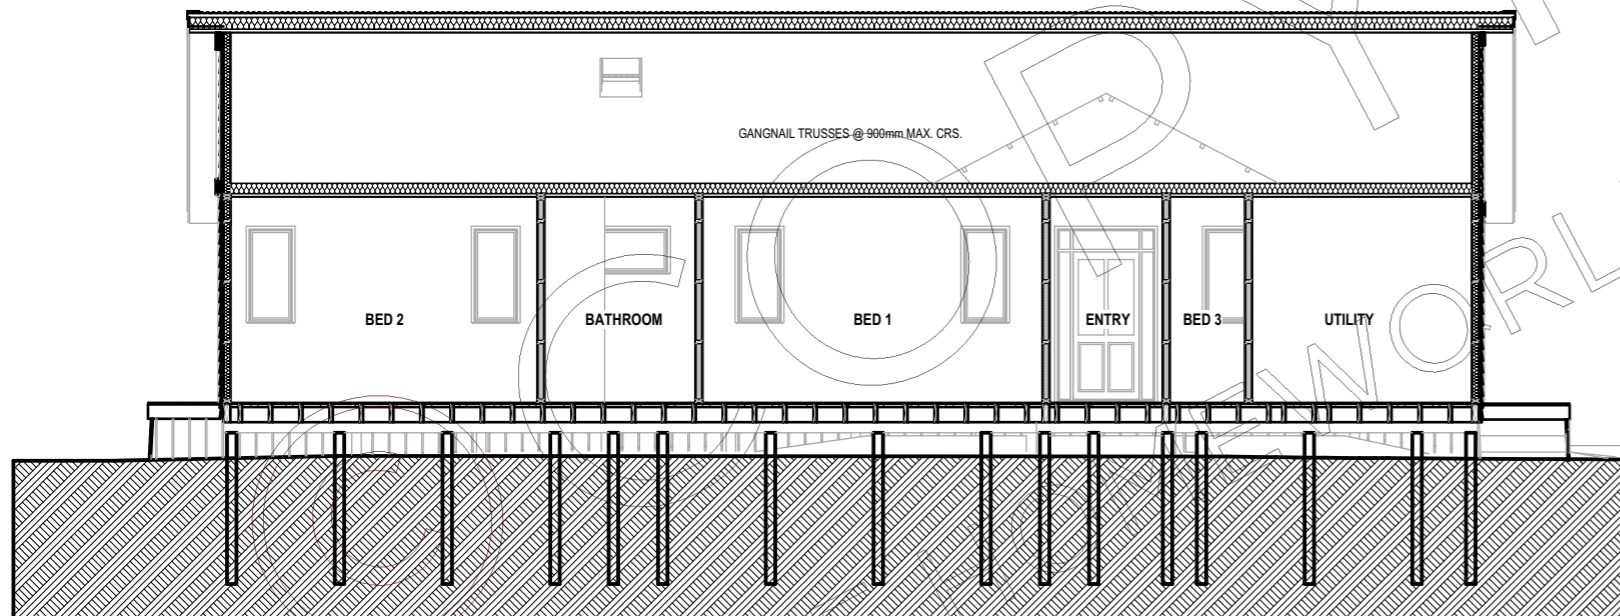 GANGNAIL TRUSSES @ 900mm MAX. CRS.
BED 2
BATHROOM
BED 1
ENTRY
BED 3
UTILITY